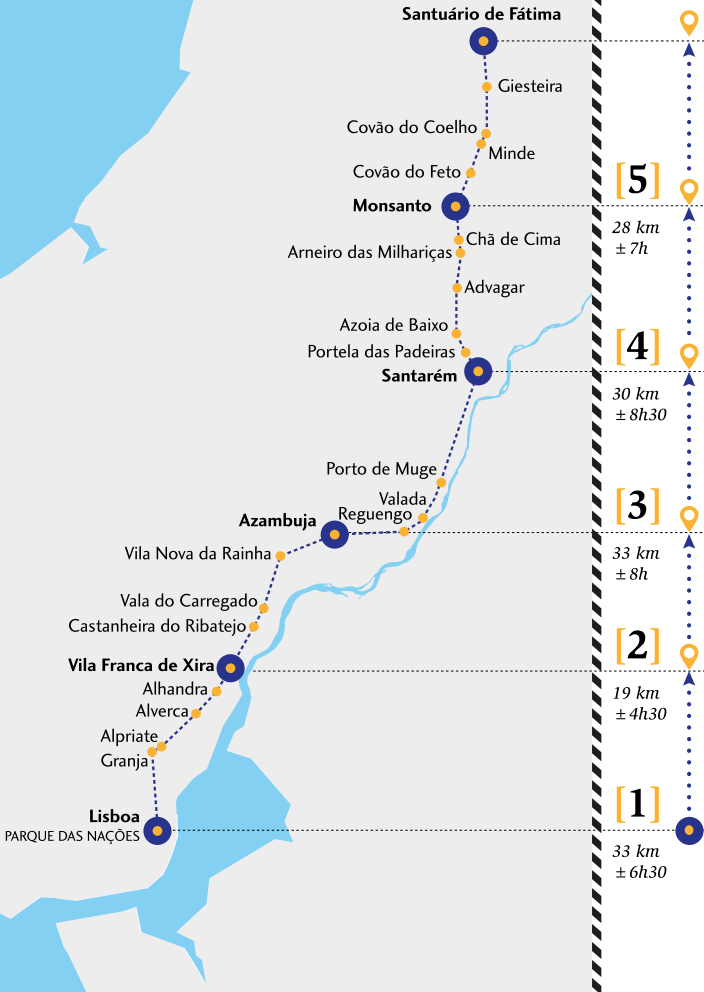 Santuário de Fátima
Giesteira
Covão do Coelho
Minde
Covão do Feto
[5]
Monsanto
28 km
± 7h
Chã de Cima
Arneiro das Milhariças
Advagar
Azoia de Baixo
[4]
Portela das Padeiras
Santarém
30 km
± 8h30
Porto de Muge
Valada
[3]
Reguengo
Azambuja
Vila Nova da Rainha
33 km
± 8h
Vala do Carregado
Castanheira do Ribatejo
[2]
Vila Franca de Xira
Alhandra
19 km
± 4h30
Alverca
Alpriate
Granja
[1]
Lisboa
PARQUE DAS NAÇÕES
33 km
± 6h30